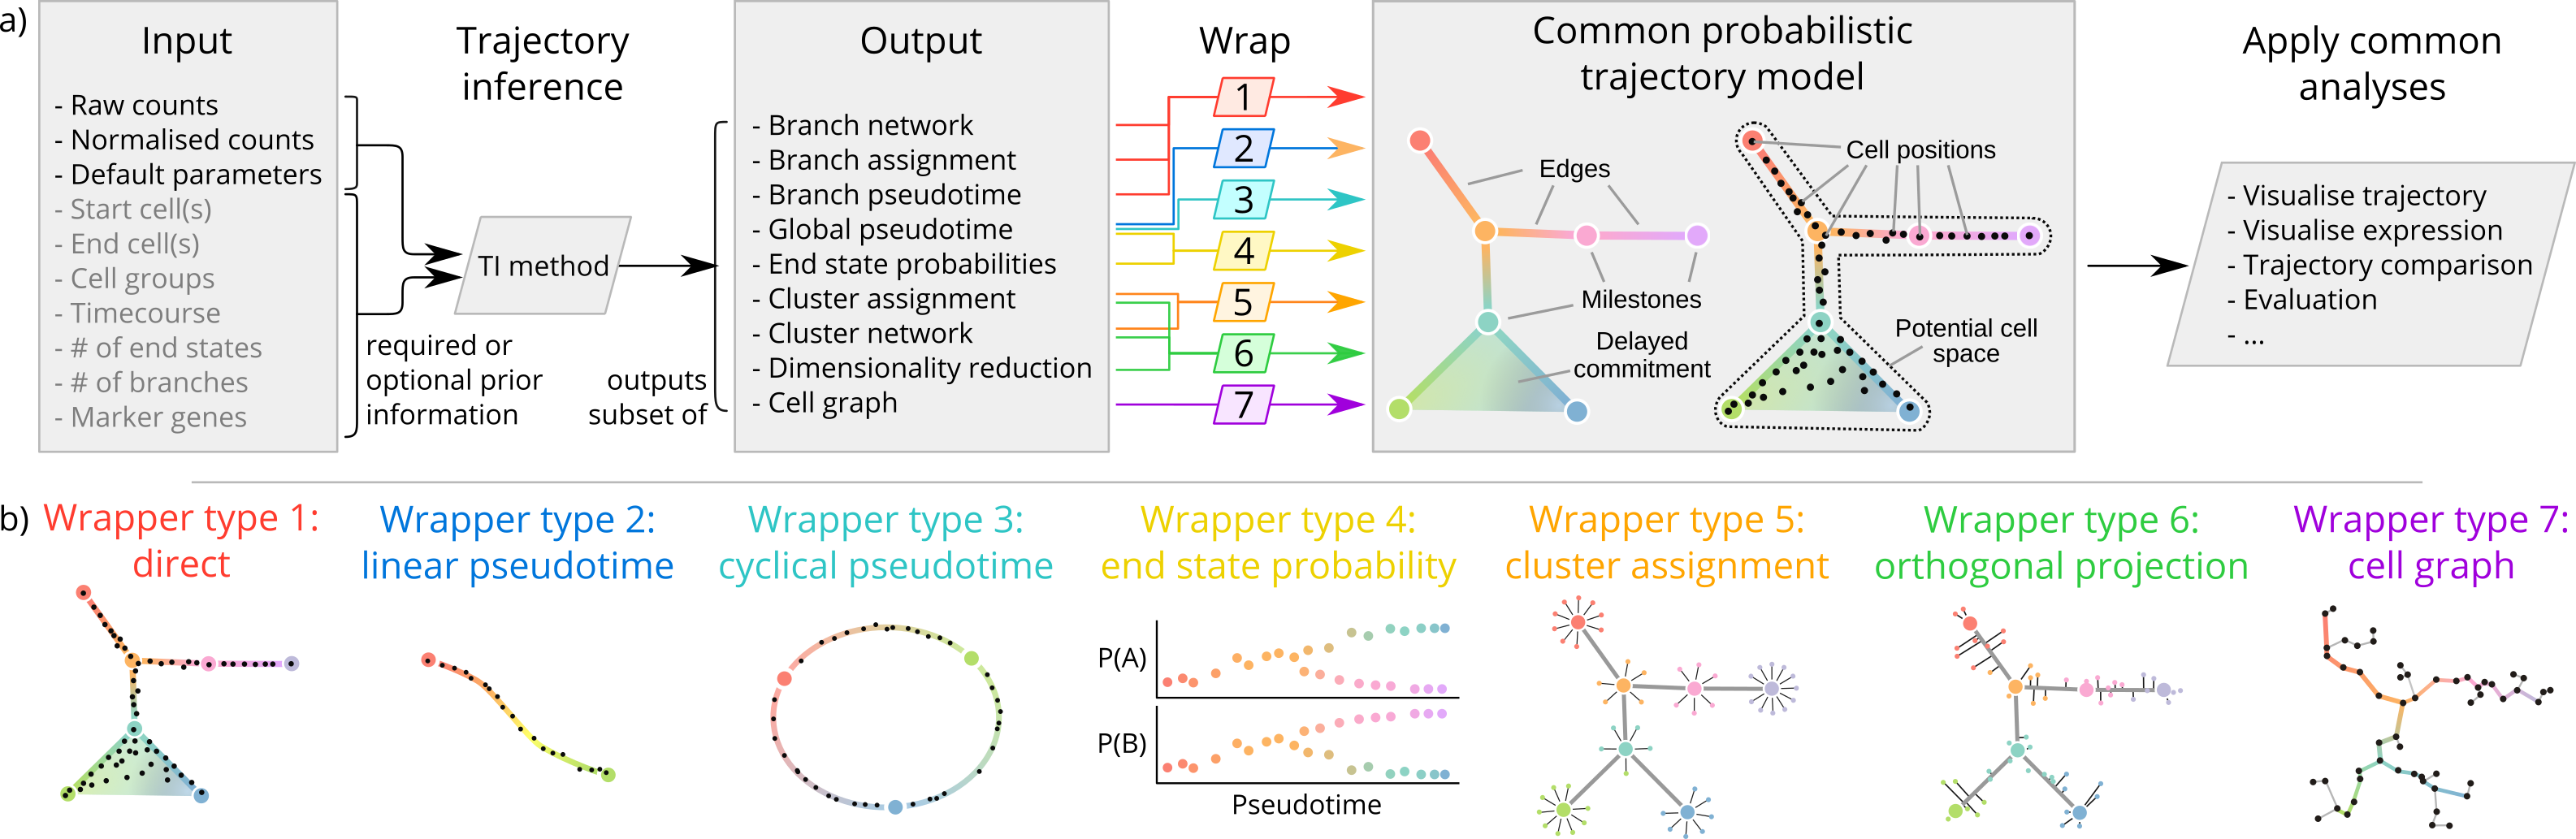 a)
Input
- Raw counts
- Normalised counts
- Default parameters
- Start cell(s)
- End cell(s)
- Cell groups
- Timecourse
- # of end states
- # of branches
- Marker genes
Trajectory
inference
TI method
required or
optional prior
information
outputs
subset of
Output
- Branch network
- Branch assignment
- Branch pseudotime
- Global pseudotime
- End state probabilities
- Cluster assignment
- Cluster network
- Dimensionality reduction
- Cell graph
Wrap
1
2
3
4
5
6
7
Common probabilistic
trajectory model
Edges
Milestones
Delayed
commitment
Cell positions
Potential cell
space
Apply common
analyses
- Visualise trajectory
- Visualise expression
- Trajectory comparison
- Evaluation
- ...
b)
Wrapper type 1:
direct
Wrapper type 2:
linear pseudotime
Wrapper type 3:
cyclical pseudotime
Wrapper type 4:
end state probability
P(A)
P(B)
Pseudotime
Wrapper type 5:
cluster assignment
Wrapper type 6:
orthogonal projection
Wrapper type 7:
cell graph